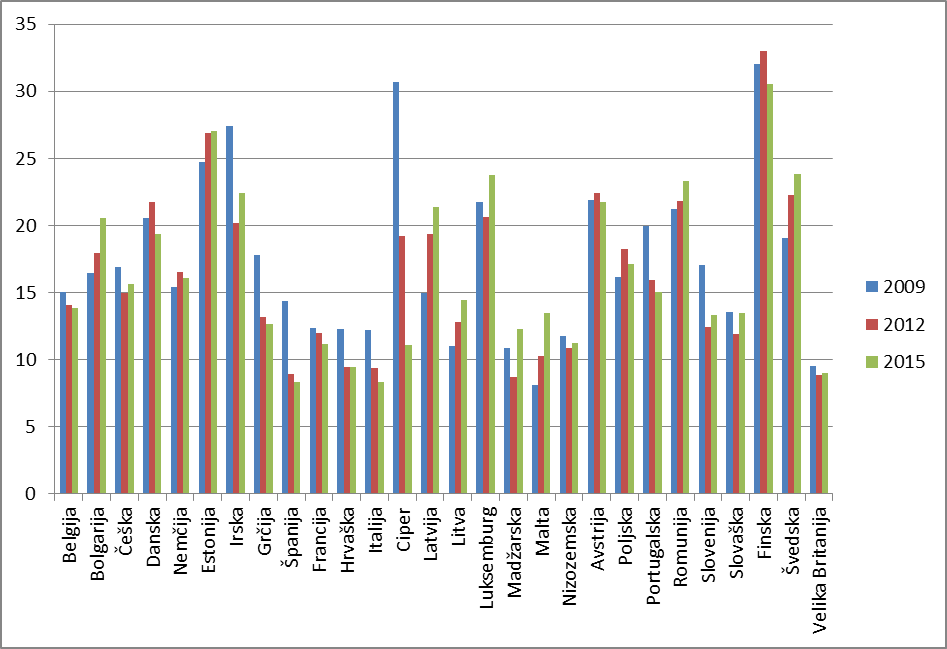 35
30
25
20
15
10
5
0
Belgija
Bolgarija
Češka
Danska
Nemčija
Estonija
Irska
Grčija
Španija
Francija
Hrvaška
Italija
Ciper
Latvija
Litva
Luksemburg
Madžarska
Malta
Nizozemska
Avstrija
Poljska
Portugalska
Romunija
Slovenija
Slovaška
Finska
Švedska
Velika Britanija
2009
2012
2015